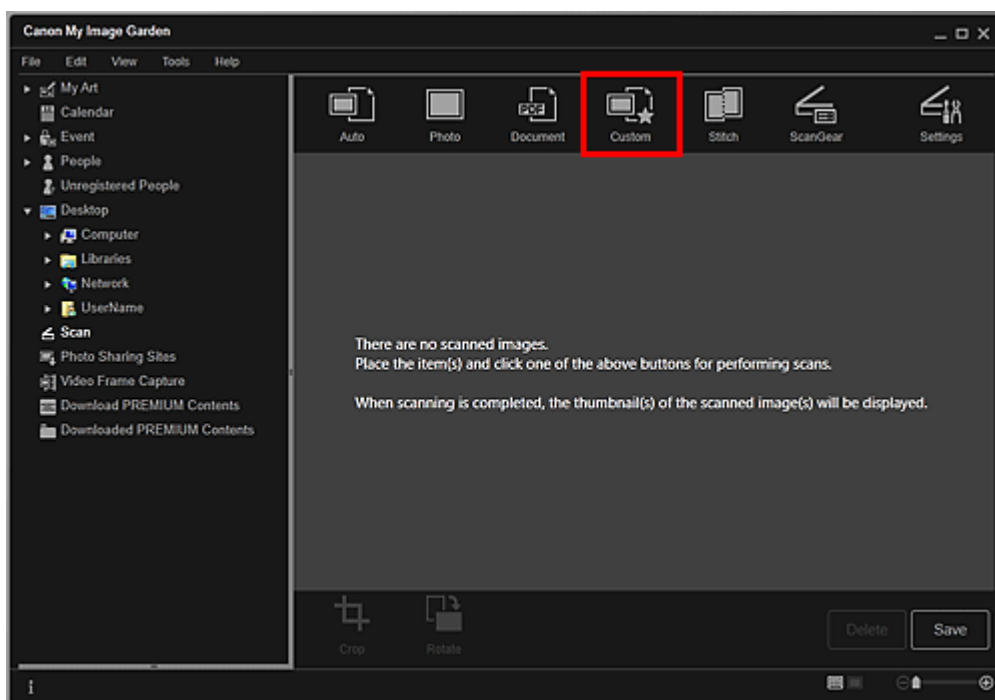 Canon My Image Garden
File Edit View Tools Help
My Art
Calendar
Event
People
Unregistered People
Desktop
Computer
Libraries
Network
UserName
Scan
Photo Sharing Sites
Video Frame Capture
Download PREMIUM Contents
Downloaded PREMIUM Contents
Auto Photo PDF Document Custom Stitch ScanGear Settings
There are no scanned images.
Place the item(s) and click one of the above buttons for performing scans.
When scanning is completed, the thumbnail(s) of the scanned image(s) will be displayed.
Crop Rotate Delete Save